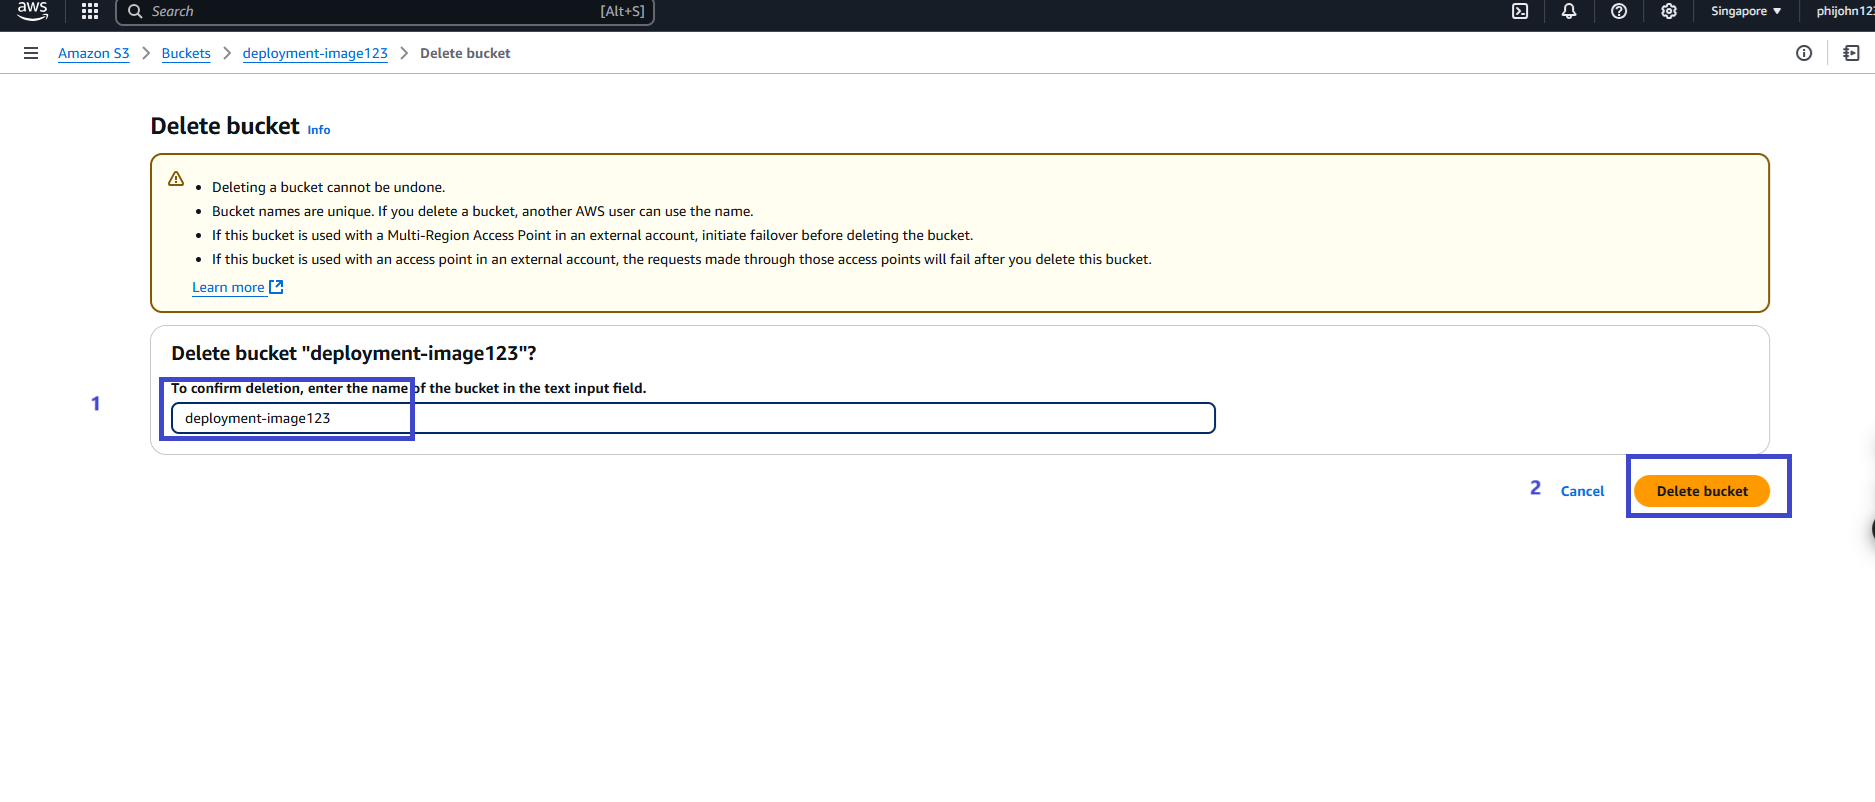 aws Search [Alt+S] Singapore phijohn123
Amazon S3 > Buckets > deployment-image123 > Delete bucket
Delete bucket Info
• Deleting a bucket cannot be undone.
• Bucket names are unique. If you delete a bucket, another AWS user can use the name.
• If this bucket is used with a Multi-Region Access Point in an external account, initiate failover before deleting the bucket.
• If this bucket is used with an access point in an external account, the requests made through those access points will fail after you delete this bucket.
Learn more
Delete bucket "deployment-image123"?
To confirm deletion, enter the name of the bucket in the text input field.
1
deployment-image123
2 Cancel Delete bucket